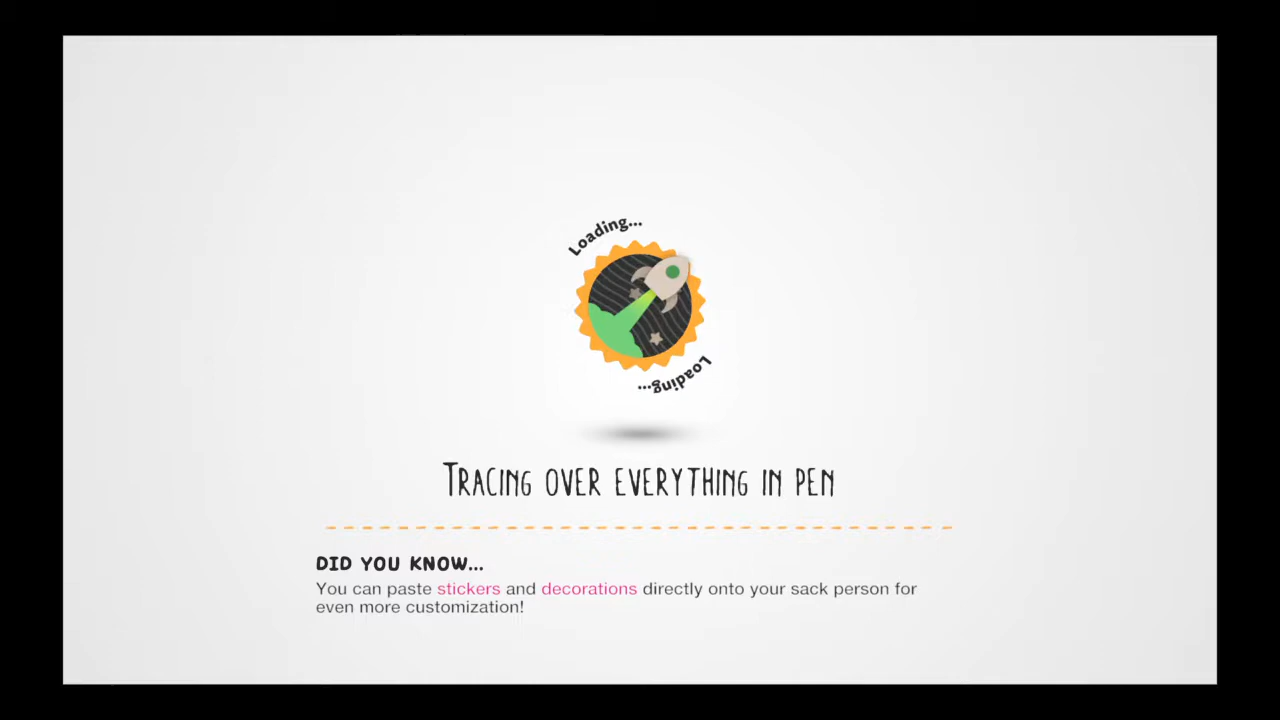 Loading...
Loading...
Tracing over everything in pen
DID YOU KNOW...
You can paste stickers and decorations directly onto your sack person for
even more customization!